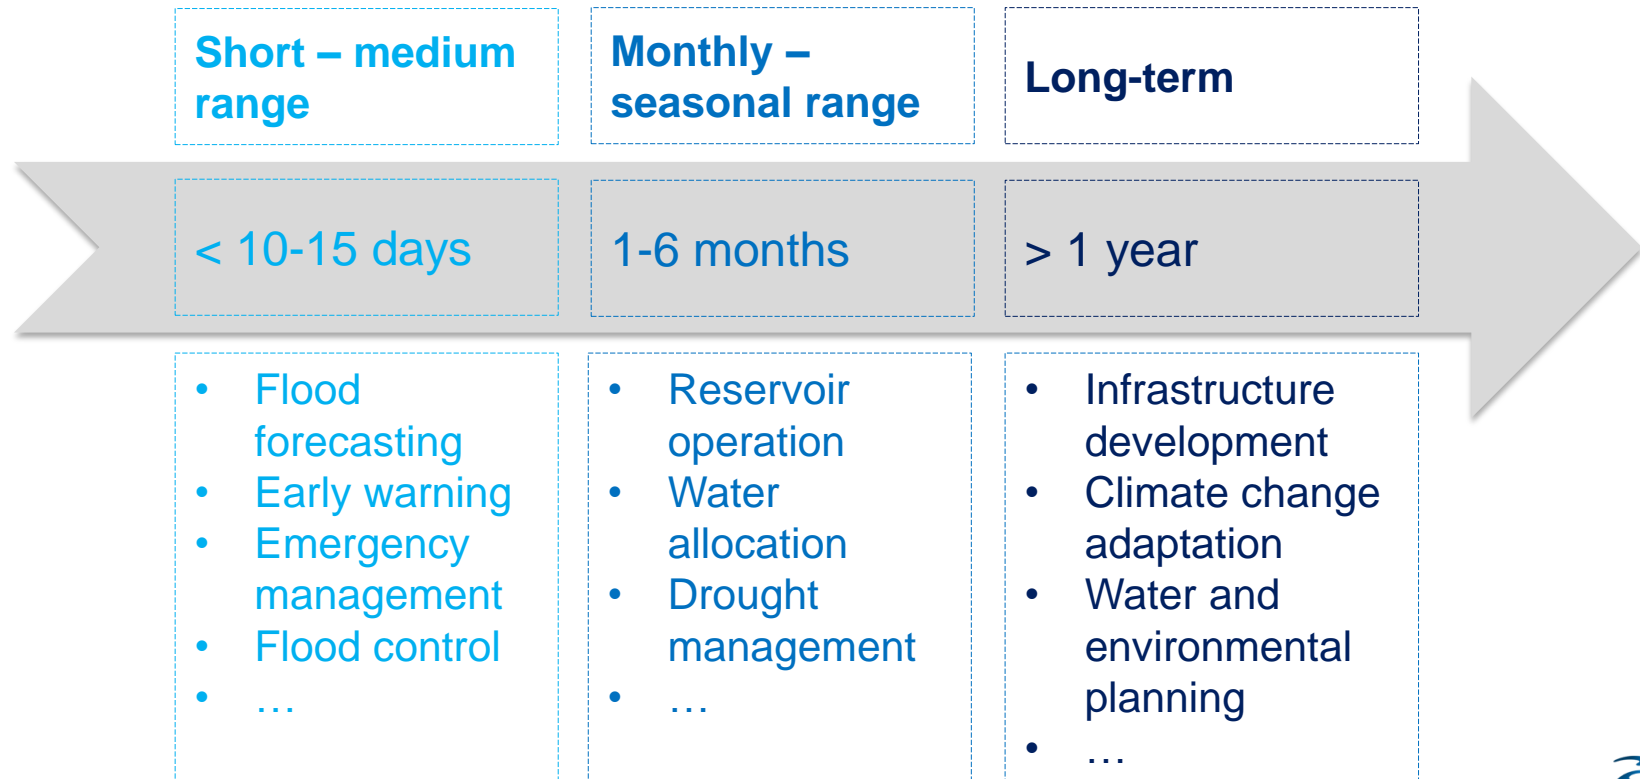 Short – medium
range
Monthly –
seasonal range
Long-term
< 10-15 days
1-6 months
> 1 year
• Flood
forecasting
• Early warning
• Emergency
management
• Flood control
• …
• Reservoir
operation
• Water
allocation
• Drought
management
• …
• Infrastructure
development
• Climate change
adaptation
• Water and
environmental
planning
• …